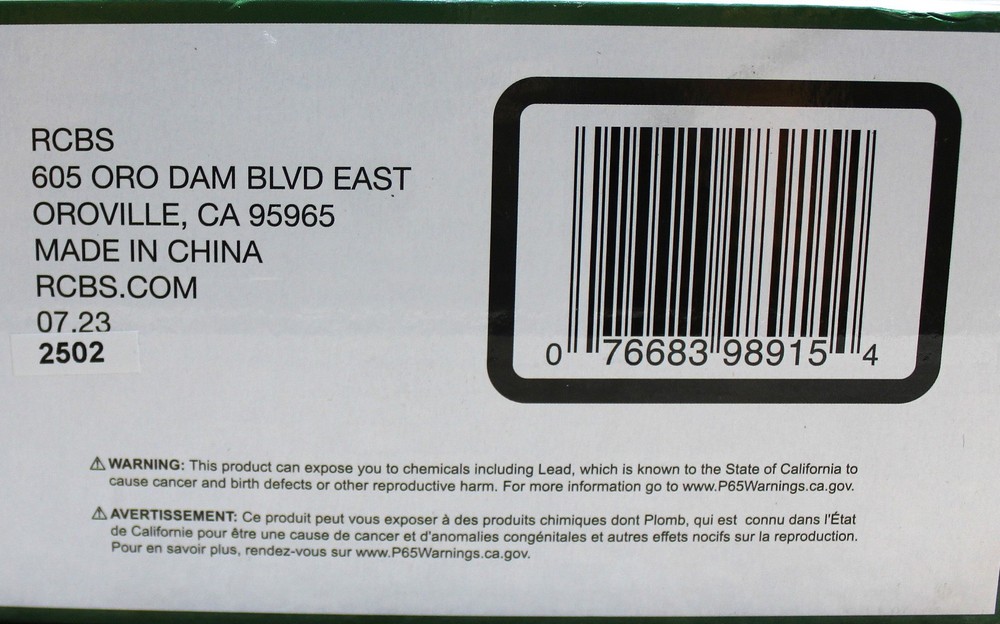 RCBS
605 ORO DAM BLVD EAST
OROVILLE, CA 95965
MADE IN CHINA
RCBS.COM
07.23
2502
0 76683 98915 4
⚠ WARNING: This product can expose you to chemicals including Lead, which is known to the State of California to
cause cancer and birth defects or other reproductive harm. For more information go to www.P65Warnings.ca.gov.
⚠ AVERTISSEMENT: Ce produit peut vous exposer à des produits chimiques dont Plomb, qui est connu dans l'État
de Californie pour être une cause de cancer et d'anomalies congénitales et autres effets nocifs sur la reproduction.
Pour en savoir plus, rendez-vous sur www.P65Warnings.ca.gov.